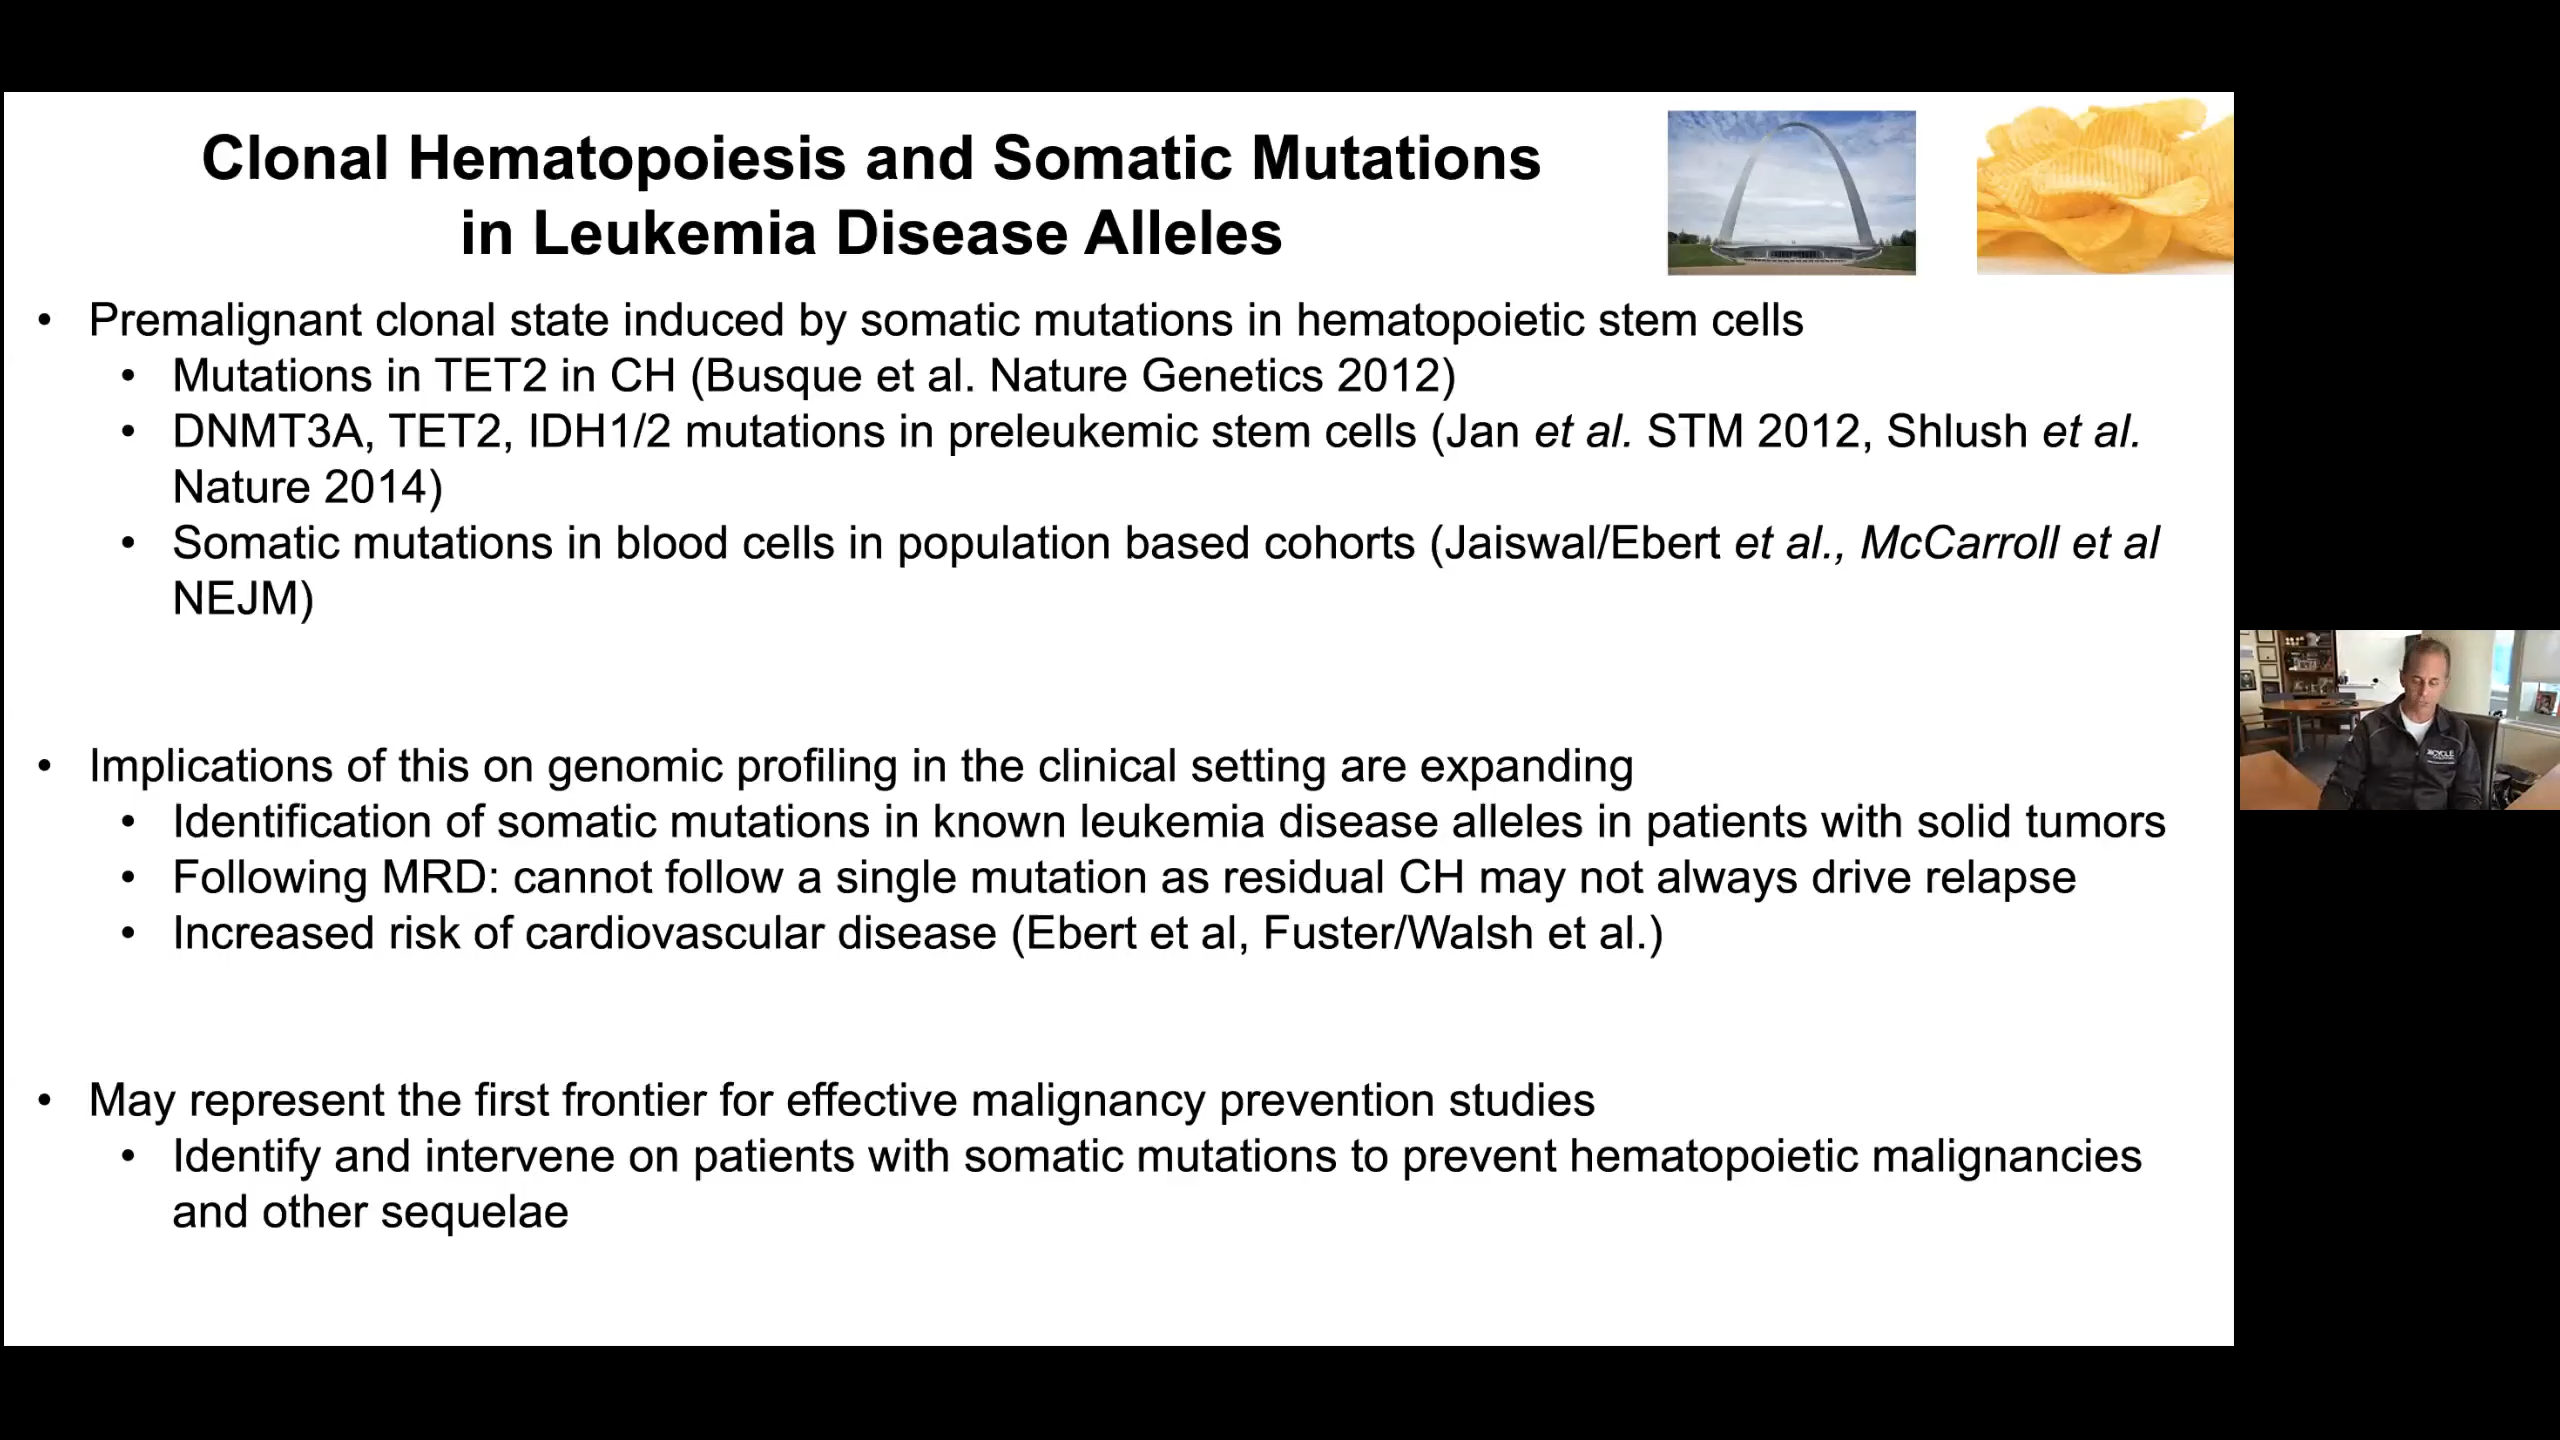 Clonal Hematopoiesis and Somatic Mutations
in Leukemia Disease Alleles
• Premalignant clonal state induced by somatic mutations in hematopoietic stem cells
• Mutations in TET2 in CH (Busque et al. Nature Genetics 2012)
• DNMT3A, TET2, IDH1/2 mutations in preleukemic stem cells (Jan et al. STM 2012, Shlush et al.
Nature 2014)
• Somatic mutations in blood cells in population based cohorts (Jaiswal/Ebert et al., McCarroll et al
NEJM)
• Implications of this on genomic profiling in the clinical setting are expanding
• Identification of somatic mutations in known leukemia disease alleles in patients with solid tumors
• Following MRD: cannot follow a single mutation as residual CH may not always drive relapse
• Increased risk of cardiovascular disease (Ebert et al, Fuster/Walsh et al.)
• May represent the first frontier for effective malignancy prevention studies
• Identify and intervene on patients with somatic mutations to prevent hematopoietic malignancies
and other sequelae